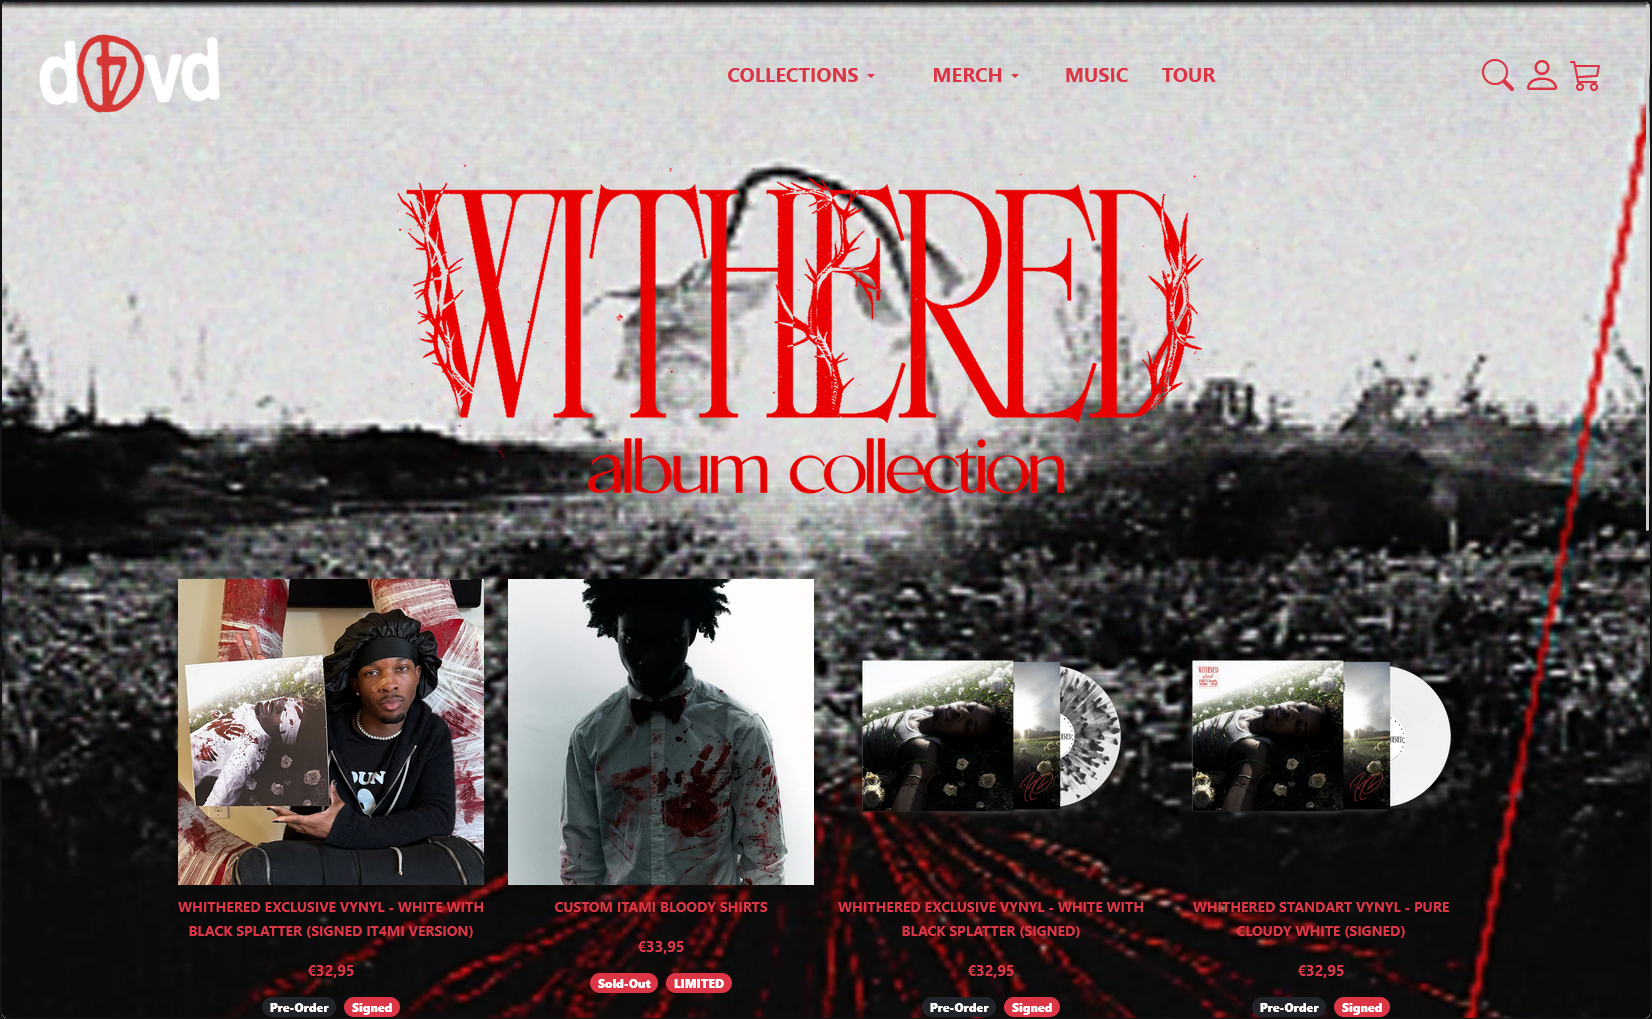 d4vd
COLLECTIONS
MERCH
MUSIC
TOUR
WITHERED
album collection
WHITHERED EXCLUSIVE VYNYL - WHITE WITH
BLACK SPLATTER (SIGNED IT4MI VERSION)
€32,95
Pre-Order
Signed
CUSTOM ITAMI BLOODY SHIRTS
€33,95
Sold-Out
LIMITED
WHITHERED EXCLUSIVE VYNYL - WHITE WITH
BLACK SPLATTER (SIGNED)
€32,95
Pre-Order
Signed
WITHERED
WHITHERED STANDART VYNYL - PURE
CLOUDY WHITE (SIGNED)
€32,95
Pre-Order
Signed